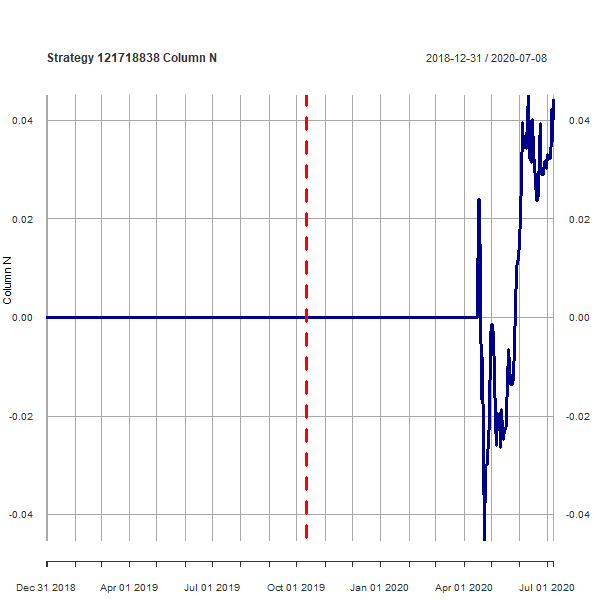 Strategy 121718838 Column N
2018-12-31 / 2020-07-08
0.04
0.04
0.02
0.02
0.00
0.00
-0.02
-0.02
-0.04
-0.04
Column N
Dec 31 2018
Apr 01 2019
Jul 01 2019
Oct 01 2019
Jan 01 2020
Apr 01 2020
Jul 01 2020